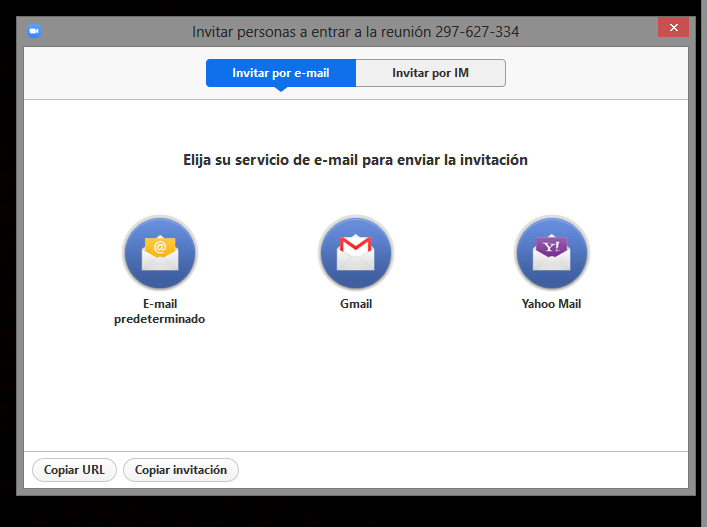 Invitar personas a entrar a la reunión 297-627-334
Invitar por e-mail
Invitar por IM
Elija su servicio de e-mail para enviar la invitación
@
Y!
E-mail
predeterminado
Gmail
Yahoo Mail
Copiar URL
Copiar invitación